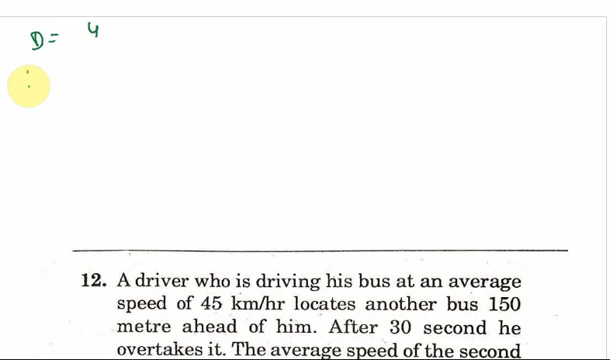 D= 4
12. A driver who is driving his bus at an average
speed of 45 km/hr locates another bus 150
metre ahead of him. After 30 second he
overtakes it. The average speed of the second